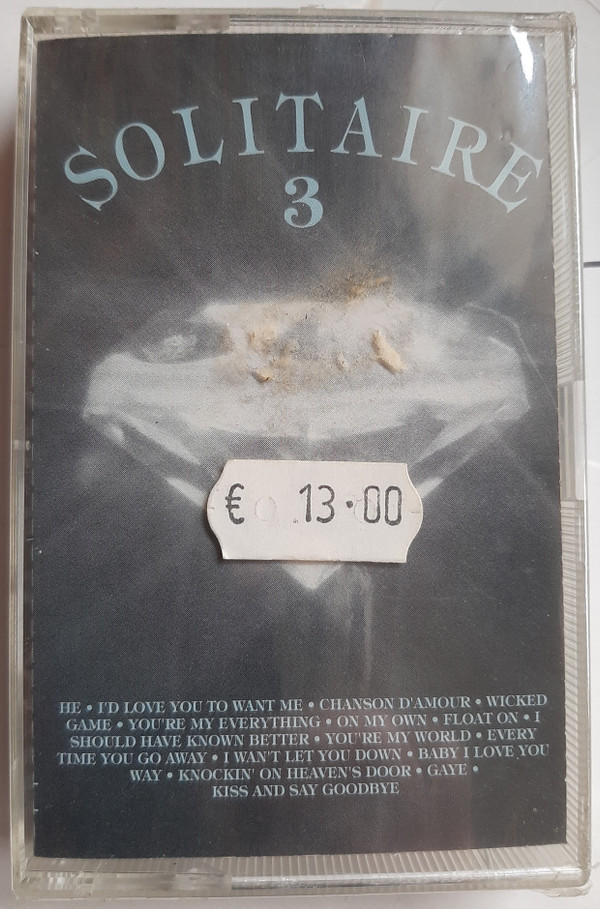 SOLITAIRE
3
€ 13.00
HE • I'D LOVE YOU TO WANT ME • CHANSON D'AMOUR • WICKED
GAME • YOU'RE MY EVERYTHING • ON MY OWN • FLOAT ON • I
SHOULD HAVE KNOWN BETTER • YOU'RE MY WORLD • EVERY
TIME YOU GO AWAY • I WAN'T LET YOU DOWN • BABY I LOVE YOU
WAY • KNOCKIN' ON HEAVEN'S DOOR • GAYE •
KISS AND SAY GOODBYE